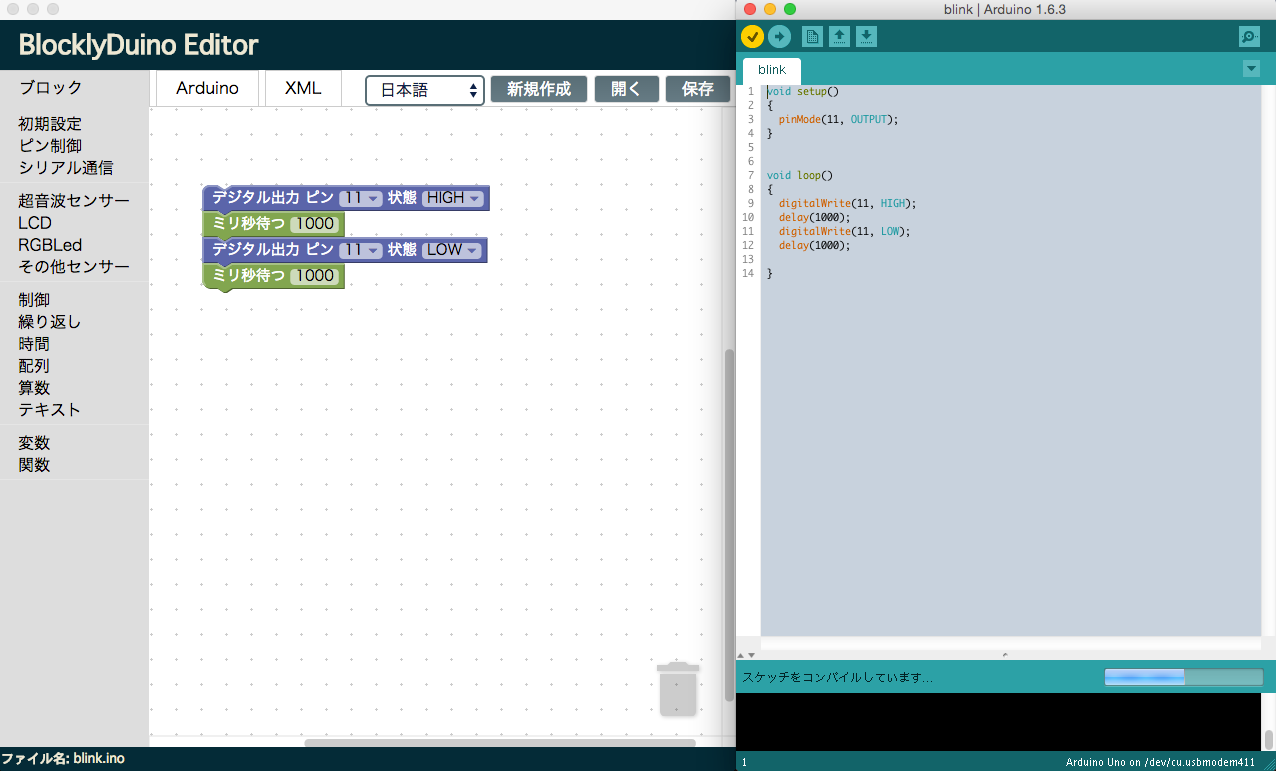 BlocklyDuino Editor
ブロック
Arduino
XML
日本語
新規作成
開く
保存
初期設定
ピン制御
シリアル通信
超音波センサー
LCD
RGBLed
その他センサー
制御
繰り返し
時間
配列
算数
テキスト
変数
関数
デジタル出力 ピン 11 状態 HIGH
ミリ秒待つ 1000
デジタル出力 ピン 11 状態 LOW
ミリ秒待つ 1000
ファイル名: blink.ino
blink | Arduino 1.6.3
blink
1 void setup()
2 {
3 pinMode(11, OUTPUT);
4 }
5
6
7 void loop()
8 {
9 digitalWrite(11, HIGH);
10 delay(1000);
11 digitalWrite(11, LOW);
12 delay(1000);
13
14 }
スケッチをコンパイルしています...
1
Arduino Uno on /dev/cu.usbmodem411